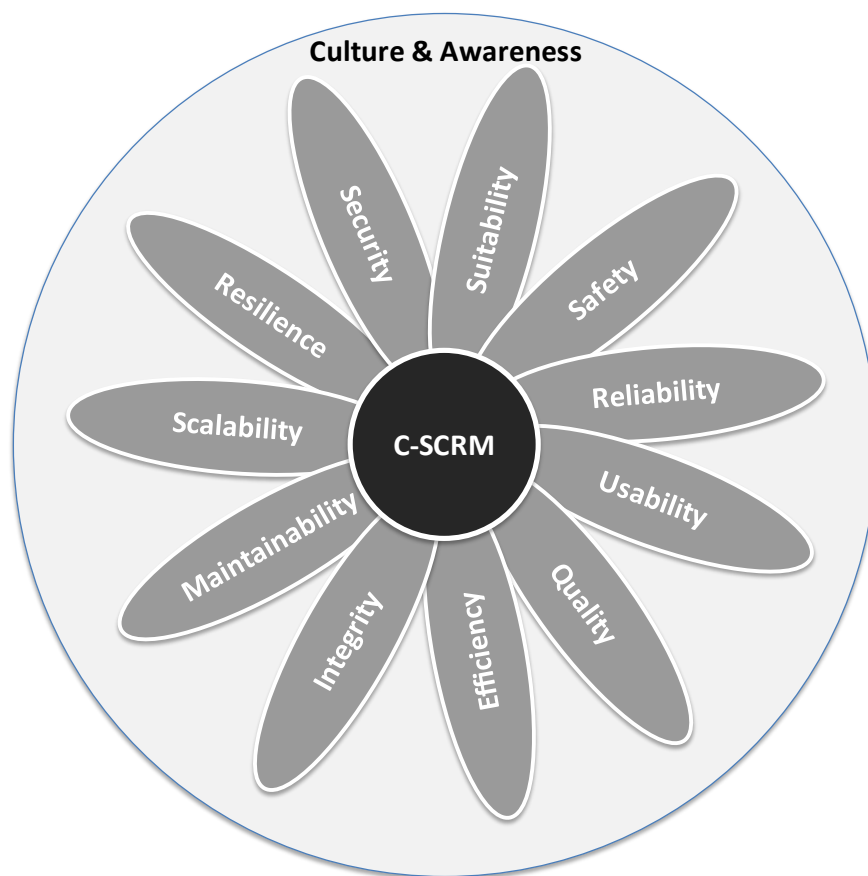 Culture & Awareness
Security
Suitability
Safety
Resilience
Reliability
Scalability
C-SCRM
Usability
Maintainability
Quality
Integrity
Efficiency